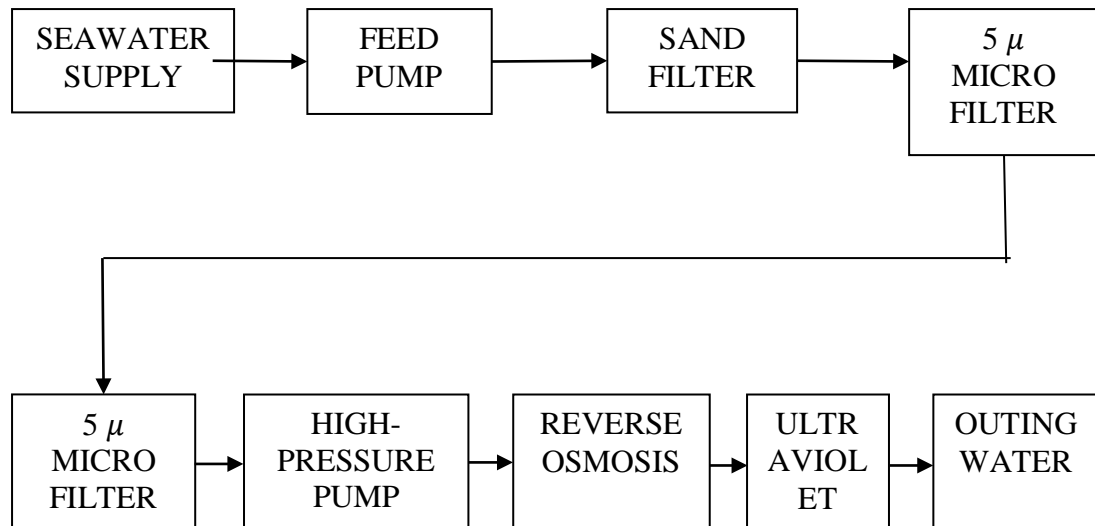 SEAWATER
SUPPLY
FEED
PUMP
SAND
FILTER
5 μ
MICRO
FILTER
5 μ
MICRO
FILTER
HIGH-
PRESSURE
PUMP
REVERSE
OSMOSIS
ULTR
AVIOL
ET
OUTING
WATER